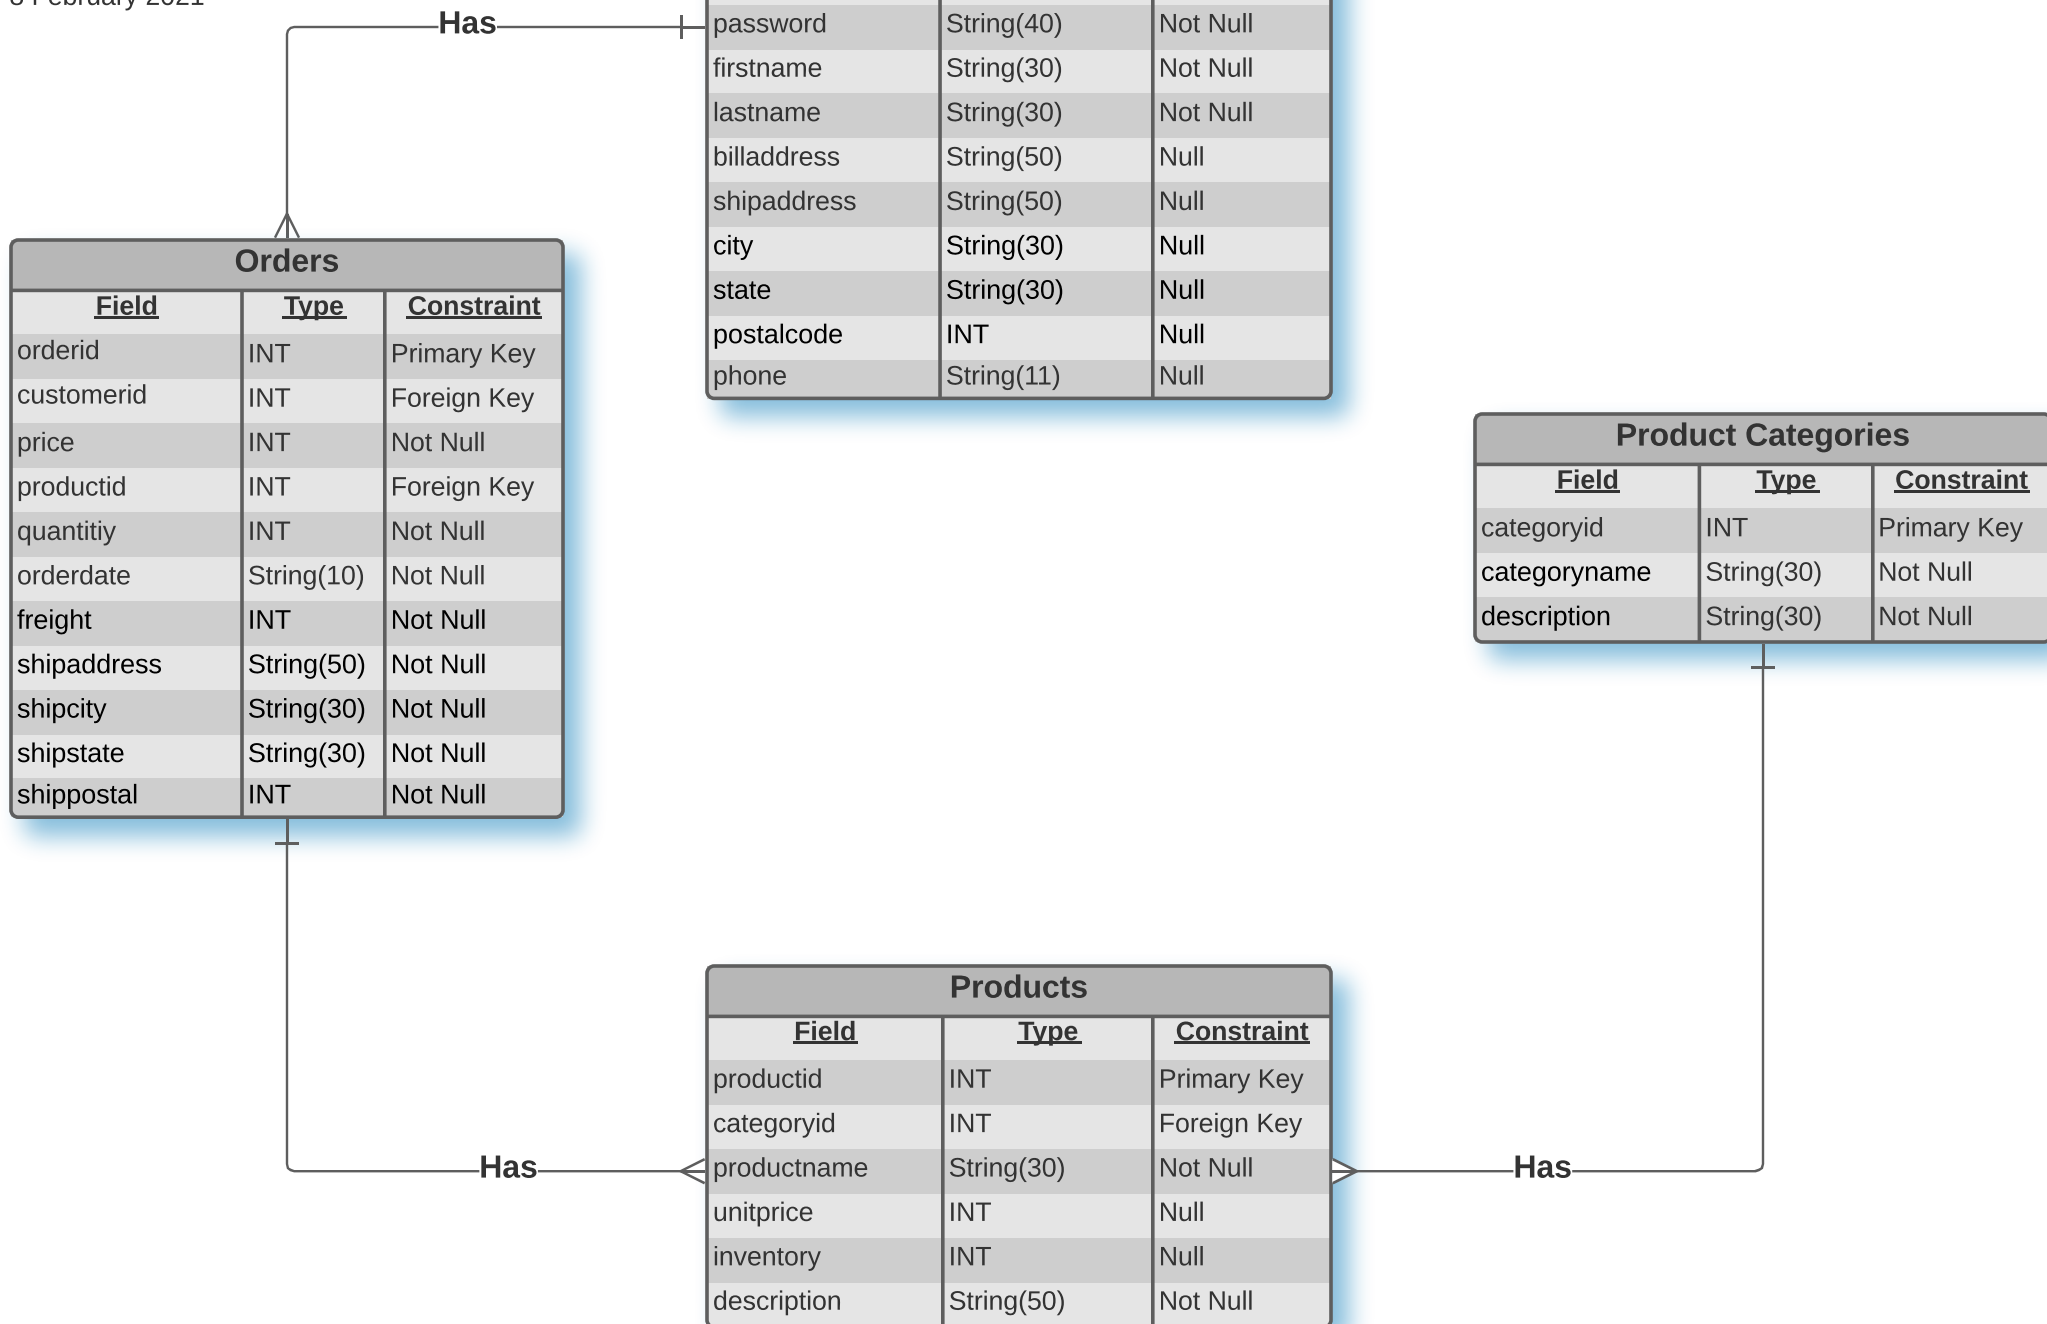 February 2021
Has
password String(40) Not Null
firstname String(30) Not Null
lastname String(30) Not Null
billaddress String(50) Null
shipaddress String(50) Null
city String(30) Null
state String(30) Null
postalcode INT Null
phone String(11) Null
Orders
Field Type Constraint
orderid INT Primary Key
customerid INT Foreign Key
price INT Not Null
productid INT Foreign Key
quantitiy INT Not Null
orderdate String(10) Not Null
freight INT Not Null
shipaddress String(50) Not Null
shipcity String(30) Not Null
shipstate String(30) Not Null
shippostal INT Not Null
Product Categories
Field Type Constraint
categoryid INT Primary Key
categoryname String(30) Not Null
description String(30) Not Null
Has
Products
Field Type Constraint
productid INT Primary Key
categoryid INT Foreign Key
productname String(30) Not Null
unitprice INT Null
inventory INT Null
description String(50) Not Null
Has